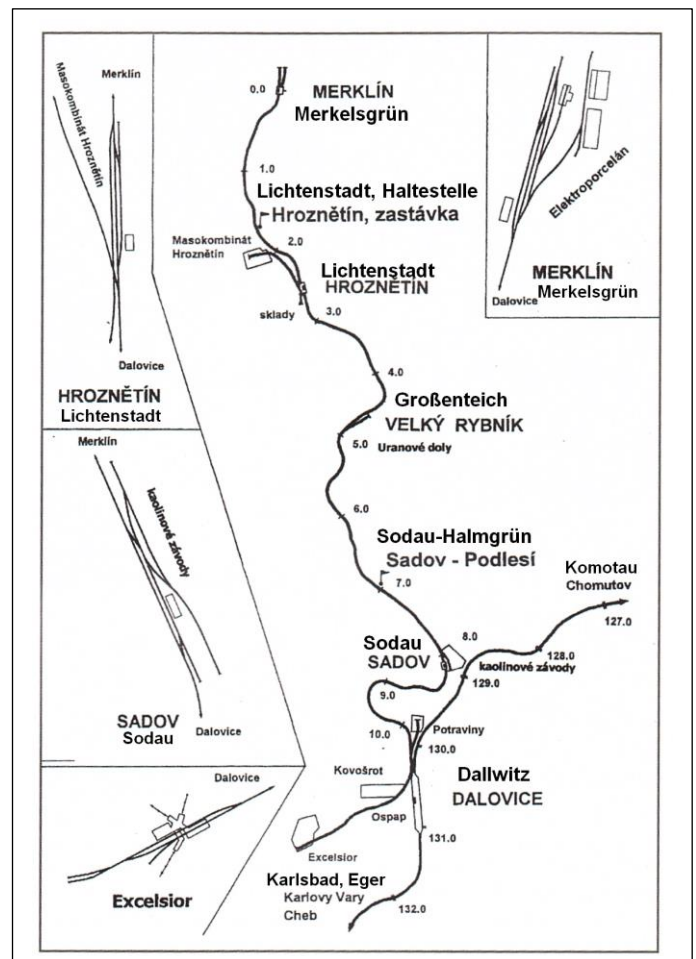 Merklín
Masokombinát Hroznětín
Dalovice
HROZNĚTÍN
Lichtenstadt
Merklín
kaolinové závody
SADOV
Sodau
Dalovice
Dalovice
Excelsior
0.0
MERKLÍN
Merkelsgrün
1.0
Lichtenstadt, Haltestelle
Hroznětín, zastávka
Masokombinát
Hroznětín
2.0
Lichtenstadt
HROZNĚTÍN
sklady
3.0
4.0
Großenteich
VELKÝ RYBNÍK
5.0
Uranové doly
6.0
Sodau-Halmgrün
Sadov - Podlesí
7.0
Komotau
Chomutov
127.0
Sodau
SADOV
8.0
128.0
kaolinové závody
129.0
9.0
10.0
Potraviny
130.0
Kovošrot
Dallwitz
DALOVICE
Ospap
131.0
Excelsior
Karlsbad, Eger
Karlovy Vary
Cheb
132.0
Elektroporcelán
MERKLÍN
Merkelsgrün
Dalovice